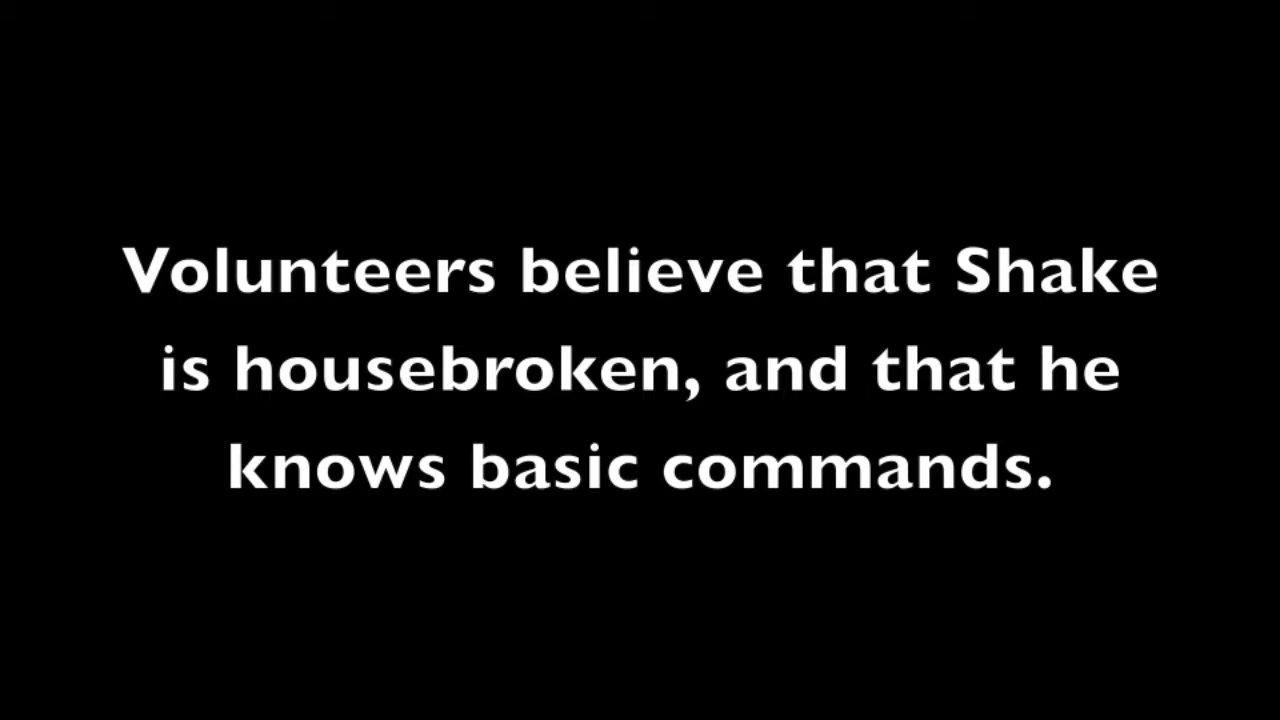 Volunteers believe that Shake
is housebroken, and that he
knows basic commands.